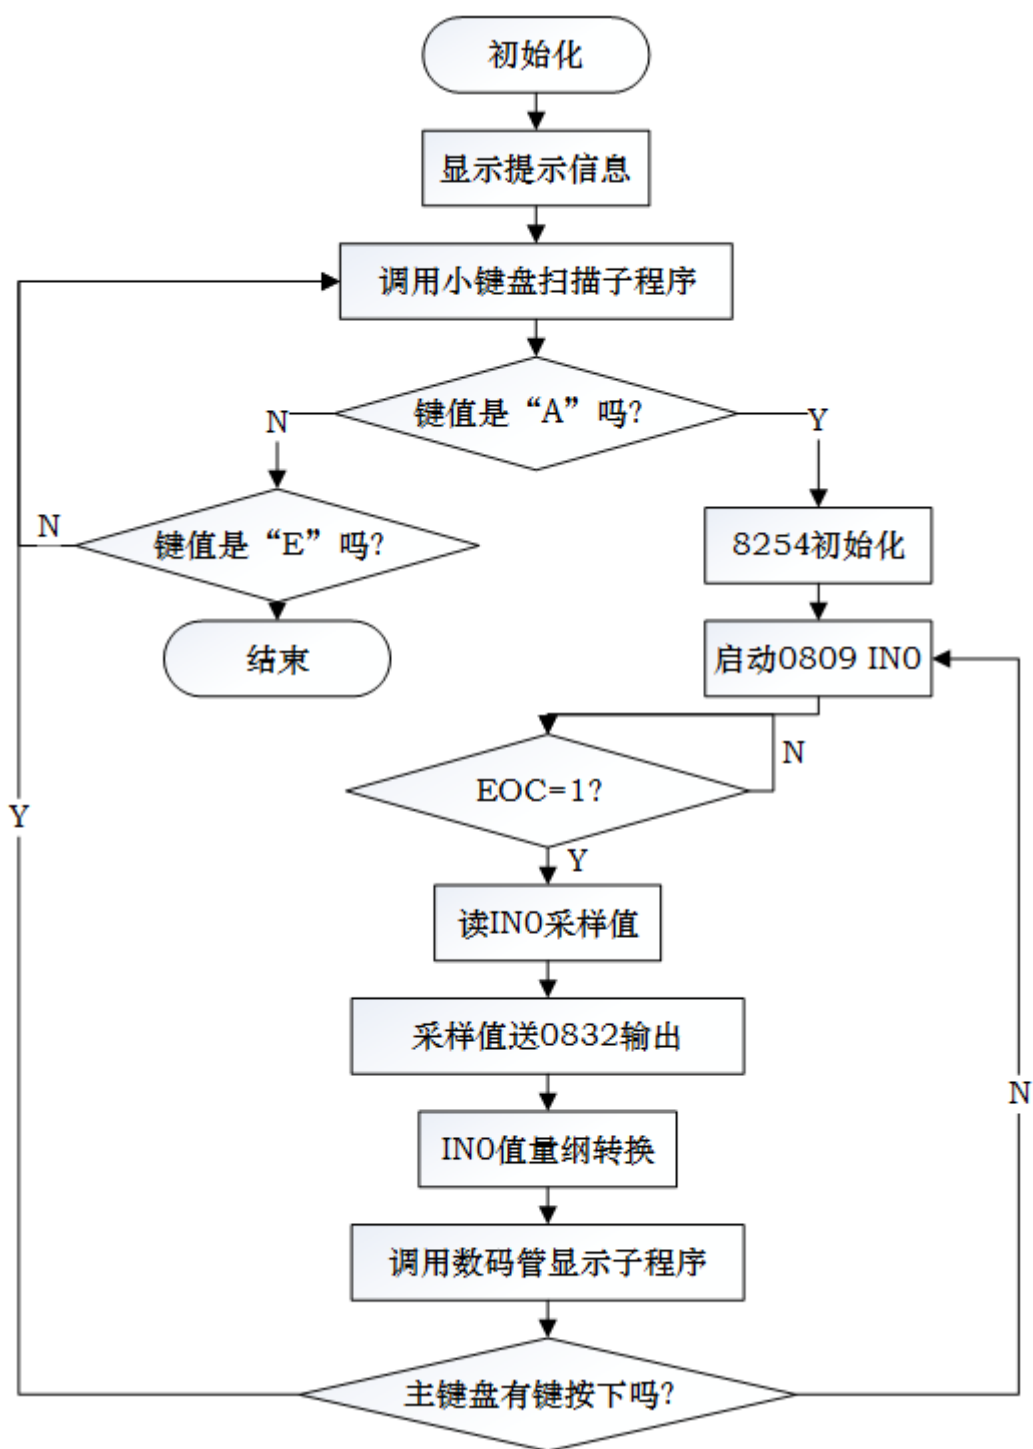 初始化
显示提示信息
调用小键盘扫描子程序
键值是“A”吗?
N
Y
N
键值是“E”吗?
8254初始化
结束
启动0809 IN0
N
EOC=1?
Y
Y
读IN0采样值
采样值送0832输出
N
IN0值量纲转换
调用数码管显示子程序
主键盘有键按下吗?